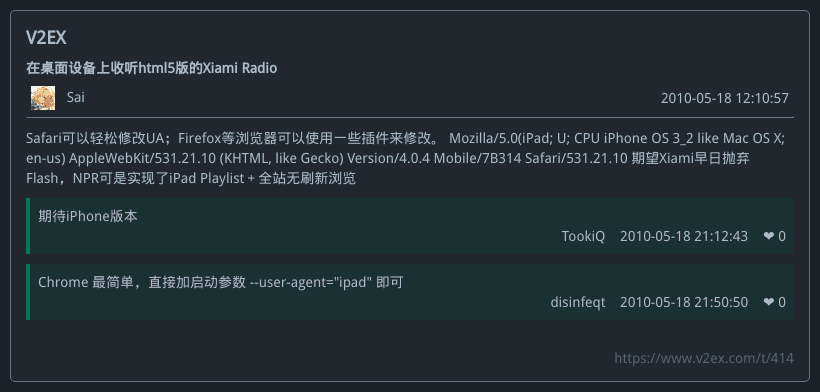 V2EX
在桌面设备上收听html5版的Xiami Radio
Sai
2010-05-18 12:10:57
Safari可以轻松修改UA；Firefox等浏览器可以使用一些插件来修改。 Mozilla/5.0(iPad; U; CPU iPhone OS 3_2 like Mac OS X;
en-us) AppleWebKit/531.21.10 (KHTML, like Gecko) Version/4.0.4 Mobile/7B314 Safari/531.21.10 期望Xiami早日抛弃
Flash，NPR可是实现了iPad Playlist + 全站无刷新浏览
期待iPhone版本
TookiQ 2010-05-18 21:12:43 ❤ 0
Chrome 最简单，直接加启动参数 --user-agent="ipad" 即可
disinfeqt 2010-05-18 21:50:50 ❤ 0
https://www.v2ex.com/t/414